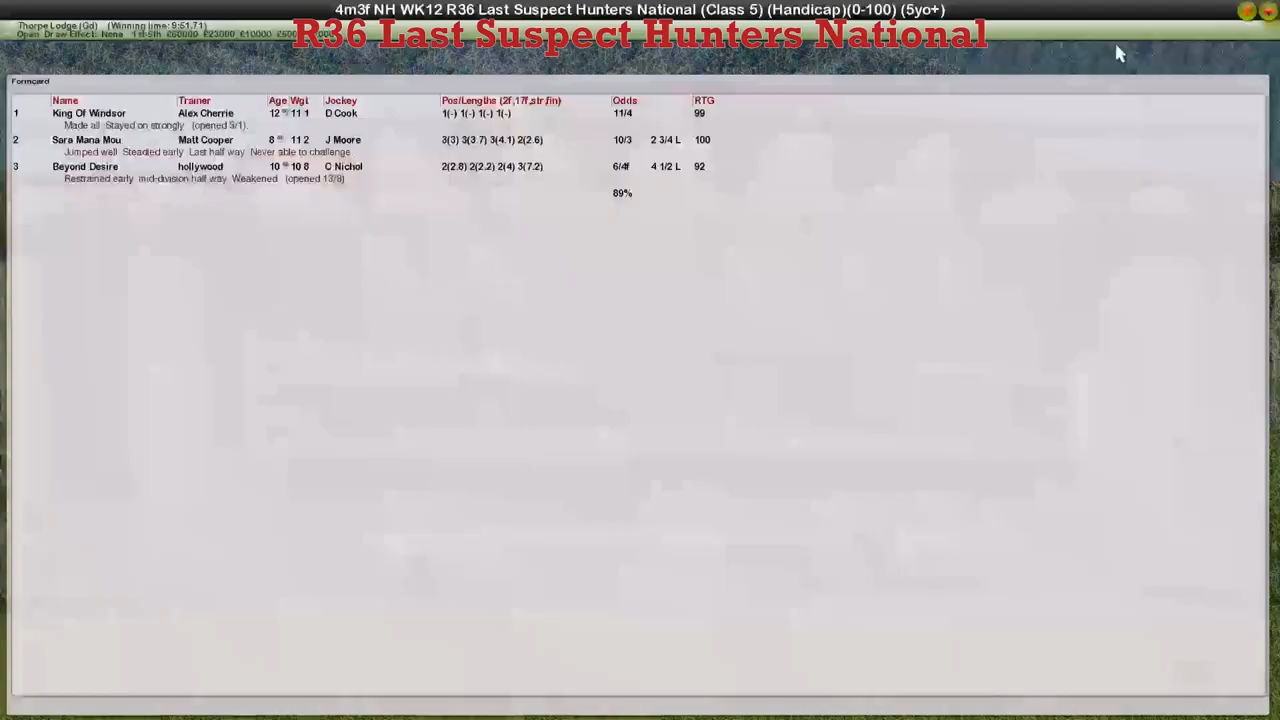 4m3f NH WK12 R36 Last Suspect Hunters National (Class 5) (Handicap)(0-100) (5yo+)
Thorpe Lodge (Gd) (Winning time: 9:51.71)
R36 Last Suspect Hunters National
Open Draw Effect: None £60000 £23000 £10000
Formcard
Name Trainer Age Wgt Jockey Pos/Lengths (2f,17f,str,fin) Odds RTG
1 King Of Windsor Alex Cherrie 12 11 1 D Cook 1(-) 1(-) 1(-) 1(-) 11/4 99
Made all Stayed on strongly (opened 3/1).
2 Sara Mana Mou Matt Cooper 8 11 2 J Moore 3(3) 3(3.7) 3(4.1) 2(2.6) 10/3 2 3/4 L 100
Jumped well Steadied early Last half way Never able to challenge
3 Beyond Desire hollywood 10 10 8 C Nichol 2(2.8) 2(2.2) 2(4) 3(7.2) 6/4f 4 1/2 L 92
Restrained early mid-division half way Weakened (opened 13/8)
89%